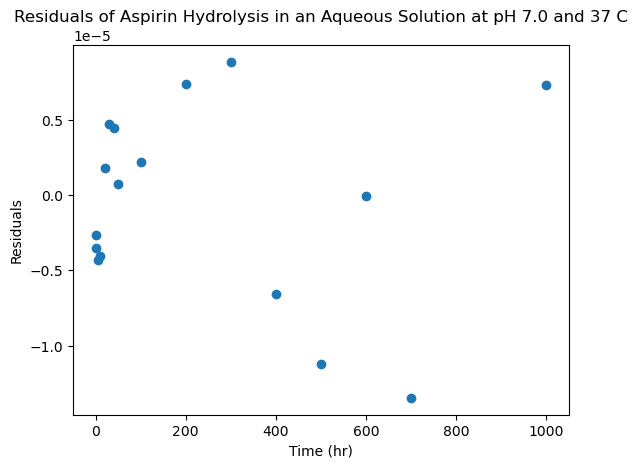 Residuals of Aspirin Hydrolysis in an Aqueous Solution at pH 7.0 and 37 C
1e−5
0.5
0.0
−0.5
−1.0
Residuals
0 200 400 600 800 1000
Time (hr)